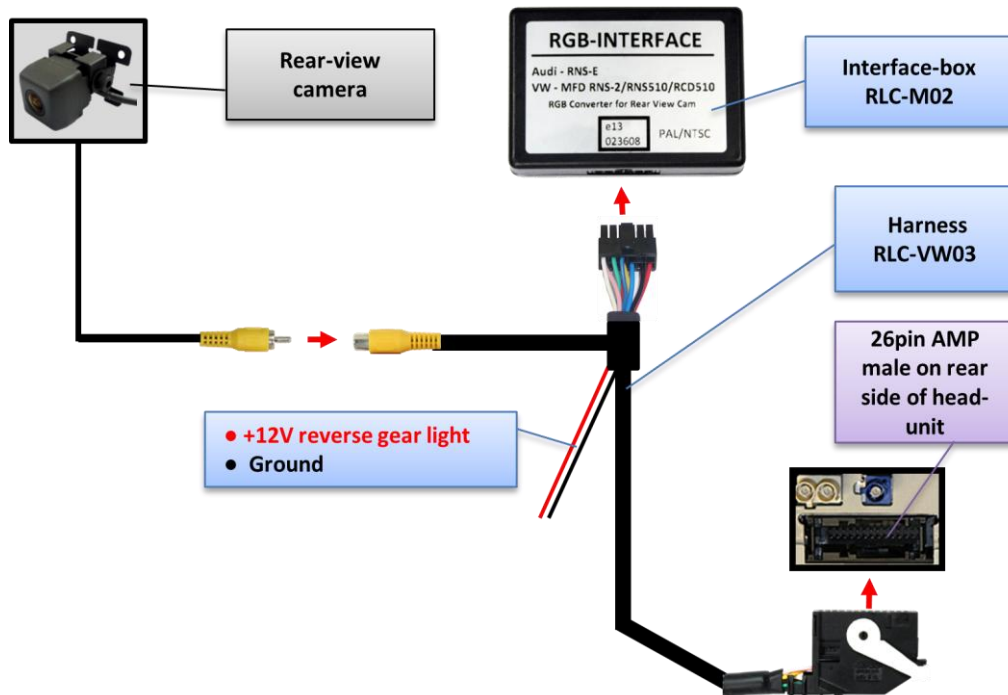 Rear-view
camera
RGB-INTERFACE
Audi - RNS-E
VW - MFD RNS-2/RNS510/RCD510
RGB Converter for Rear View Cam
e13
023608
PAL/NTSC
Interface-box
RLC-M02
Harness
RLC-VW03
26pin AMP
male on rear
side of head-
unit
● +12V reverse gear light
● Ground